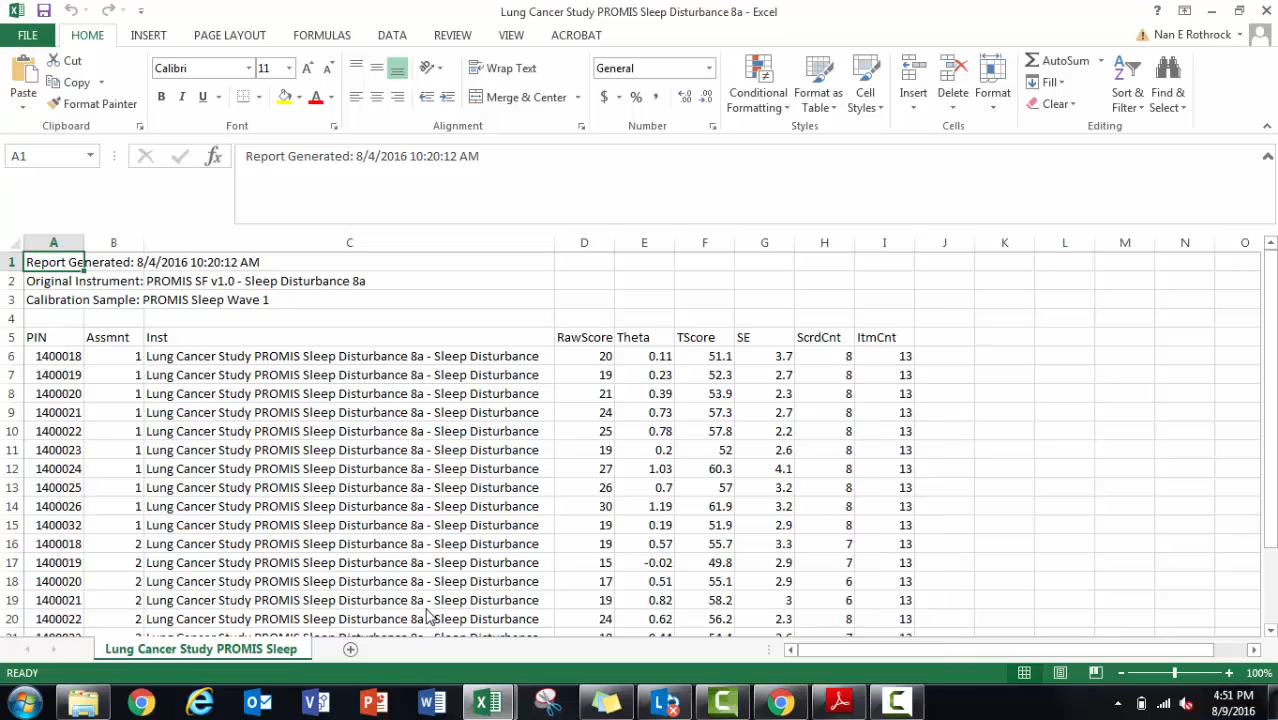 Lung Cancer Study PROMIS Sleep Disturbance 8a - Excel
FILE HOME INSERT PAGE LAYOUT FORMULAS DATA REVIEW VIEW ACROBAT Nan E Rothrock
Paste Cut Copy Format Painter
Calibri 11 B I U A
Wrap Text Merge & Center
General $ % ,
Conditional Formatting Format as Table Cell Styles
Insert Delete Format
AutoSum Fill Clear Sort & Filter Find & Select
Clipboard Font Alignment Number Styles Cells Editing
A1 fx Report Generated: 8/4/2016 10:20:12 AM
A B C D E F G H I J K L M N O
1 Report Generated: 8/4/2016 10:20:12 AM
2 Original Instrument: PROMIS SF v1.0 - Sleep Disturbance 8a
3 Calibration Sample: PROMIS Sleep Wave 1
4
5 PIN Assmnt Inst RawScore Theta TScore SE ScrdCnt ItmCnt
6 1400018 1 Lung Cancer Study PROMIS Sleep Disturbance 8a - Sleep Disturbance 20 0.11 51.1 3.7 8 13
7 1400019 1 Lung Cancer Study PROMIS Sleep Disturbance 8a - Sleep Disturbance 19 0.23 52.3 2.7 8 13
8 1400020 1 Lung Cancer Study PROMIS Sleep Disturbance 8a - Sleep Disturbance 21 0.39 53.9 2.3 8 13
9 1400021 1 Lung Cancer Study PROMIS Sleep Disturbance 8a - Sleep Disturbance 24 0.73 57.3 2.7 8 13
10 1400022 1 Lung Cancer Study PROMIS Sleep Disturbance 8a - Sleep Disturbance 25 0.78 57.8 2.2 8 13
11 1400023 1 Lung Cancer Study PROMIS Sleep Disturbance 8a - Sleep Disturbance 19 0.2 52 2.6 8 13
12 1400024 1 Lung Cancer Study PROMIS Sleep Disturbance 8a - Sleep Disturbance 27 1.03 60.3 4.1 8 13
13 1400025 1 Lung Cancer Study PROMIS Sleep Disturbance 8a - Sleep Disturbance 26 0.7 57 3.2 8 13
14 1400026 1 Lung Cancer Study PROMIS Sleep Disturbance 8a - Sleep Disturbance 30 1.19 61.9 3.2 8 13
15 1400032 1 Lung Cancer Study PROMIS Sleep Disturbance 8a - Sleep Disturbance 19 0.19 51.9 2.9 8 13
16 1400018 2 Lung Cancer Study PROMIS Sleep Disturbance 8a - Sleep Disturbance 19 0.57 55.7 3.3 7 13
17 1400019 2 Lung Cancer Study PROMIS Sleep Disturbance 8a - Sleep Disturbance 15 -0.02 49.8 2.9 7 13
18 1400020 2 Lung Cancer Study PROMIS Sleep Disturbance 8a - Sleep Disturbance 17 0.51 55.1 2.9 6 13
19 1400021 2 Lung Cancer Study PROMIS Sleep Disturbance 8a - Sleep Disturbance 19 0.82 58.2 3 6 13
20 1400022 2 Lung Cancer Study PROMIS Sleep Disturbance 8a - Sleep Disturbance 24 0.62 56.2 2.3 8 13
Lung Cancer Study PROMIS Sleep
READY 100%
4:51 PM
8/9/2016